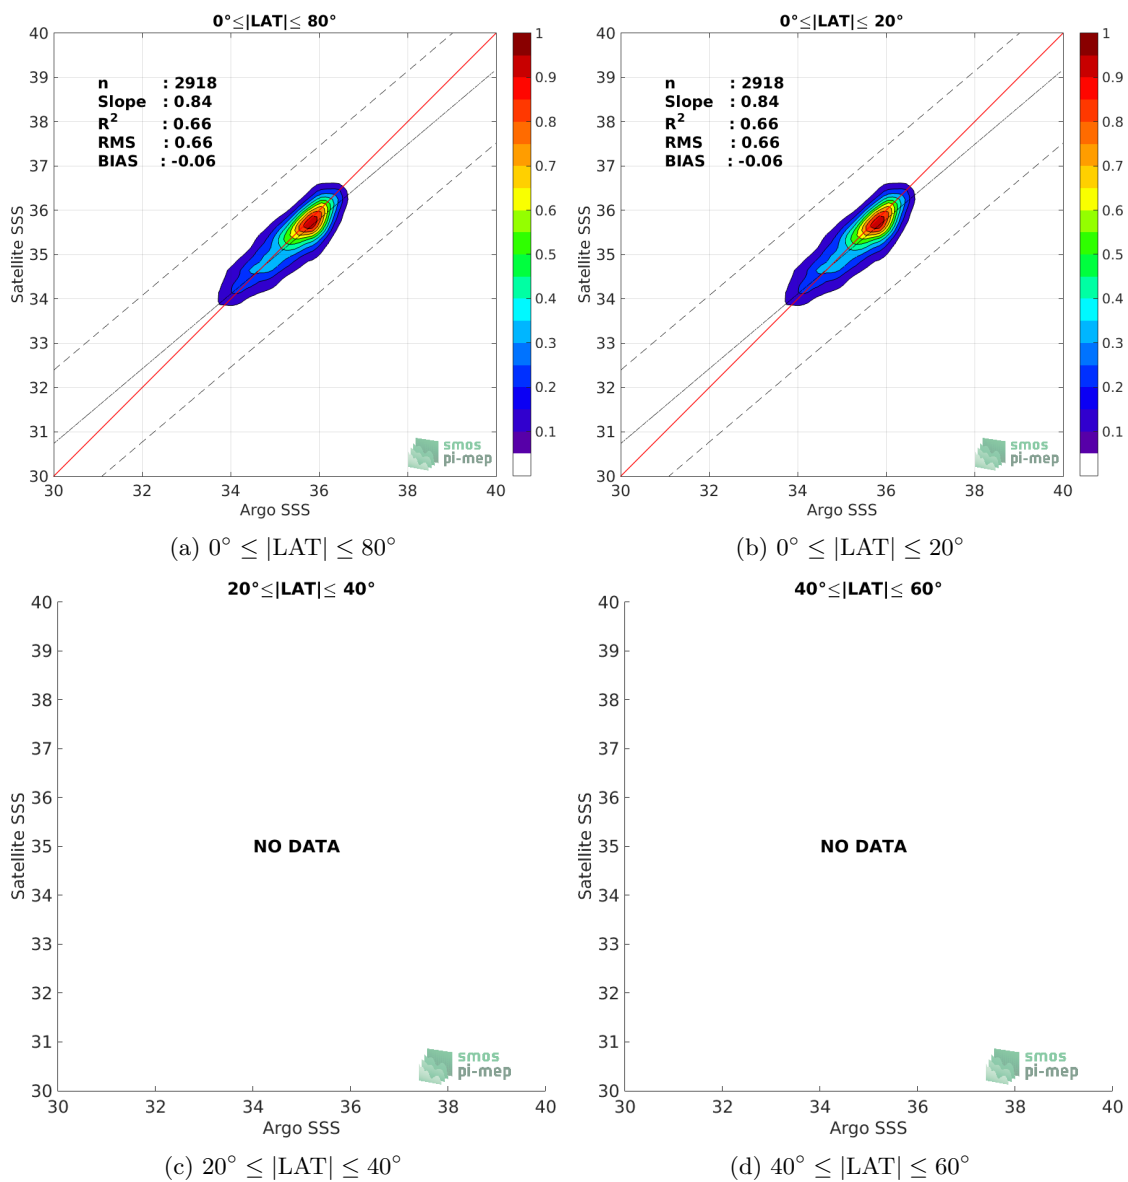 0°≤|LAT|≤ 80°
40
39
38
37
36
35
34
33
32
31
30
Satellite SSS
n : 2918
Slope : 0.84
R² : 0.66
RMS : 0.66
BIAS : -0.06
smos
pi-mep
30 32 34 36 38 40
Argo SSS
1
0.9
0.8
0.7
0.6
0.5
0.4
0.3
0.2
0.1
(a) 0° ≤ |LAT| ≤ 80°
0°≤|LAT|≤ 20°
40
39
38
37
36
35
34
33
32
31
30
Satellite SSS
n : 2918
Slope : 0.84
R² : 0.66
RMS : 0.66
BIAS : -0.06
smos
pi-mep
30 32 34 36 38 40
Argo SSS
1
0.9
0.8
0.7
0.6
0.5
0.4
0.3
0.2
0.1
(b) 0° ≤ |LAT| ≤ 20°
20°≤|LAT|≤ 40°
40
39
38
37
36
35
34
33
32
31
30
Satellite SSS
NO DATA
smos
pi-mep
30 32 34 36 38 40
Argo SSS
(c) 20° ≤ |LAT| ≤ 40°
40°≤|LAT|≤ 60°
40
39
38
37
36
35
34
33
32
31
30
Satellite SSS
NO DATA
smos
pi-mep
30 32 34 36 38 40
Argo SSS
(d) 40° ≤ |LAT| ≤ 60°